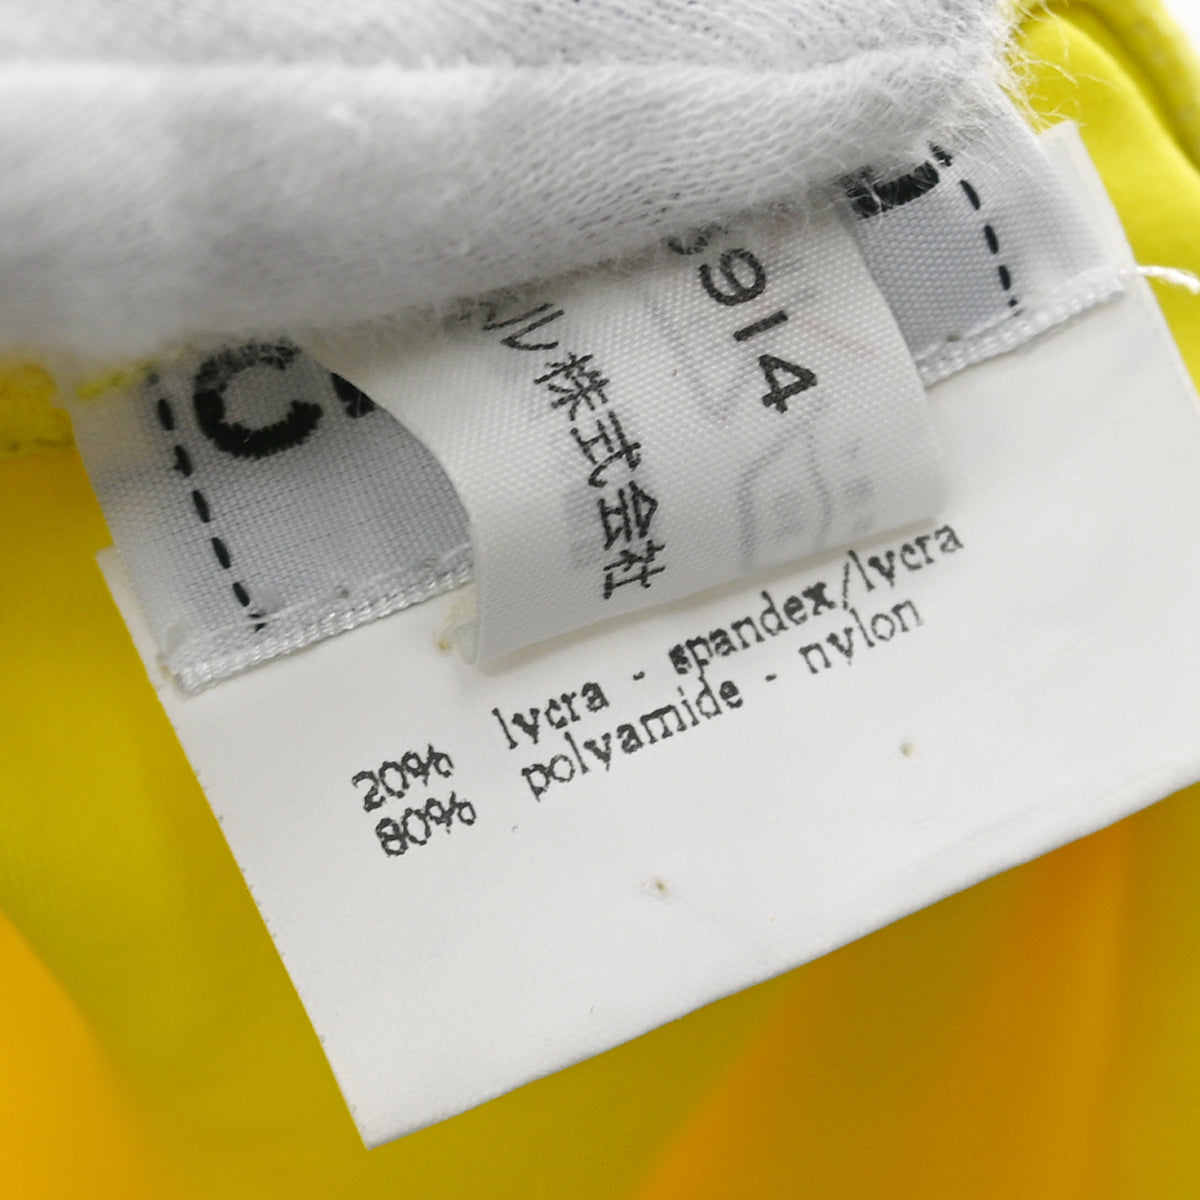 ル株式会社
914
20% lycra - spandex/lycra
80% polyamide - nylon